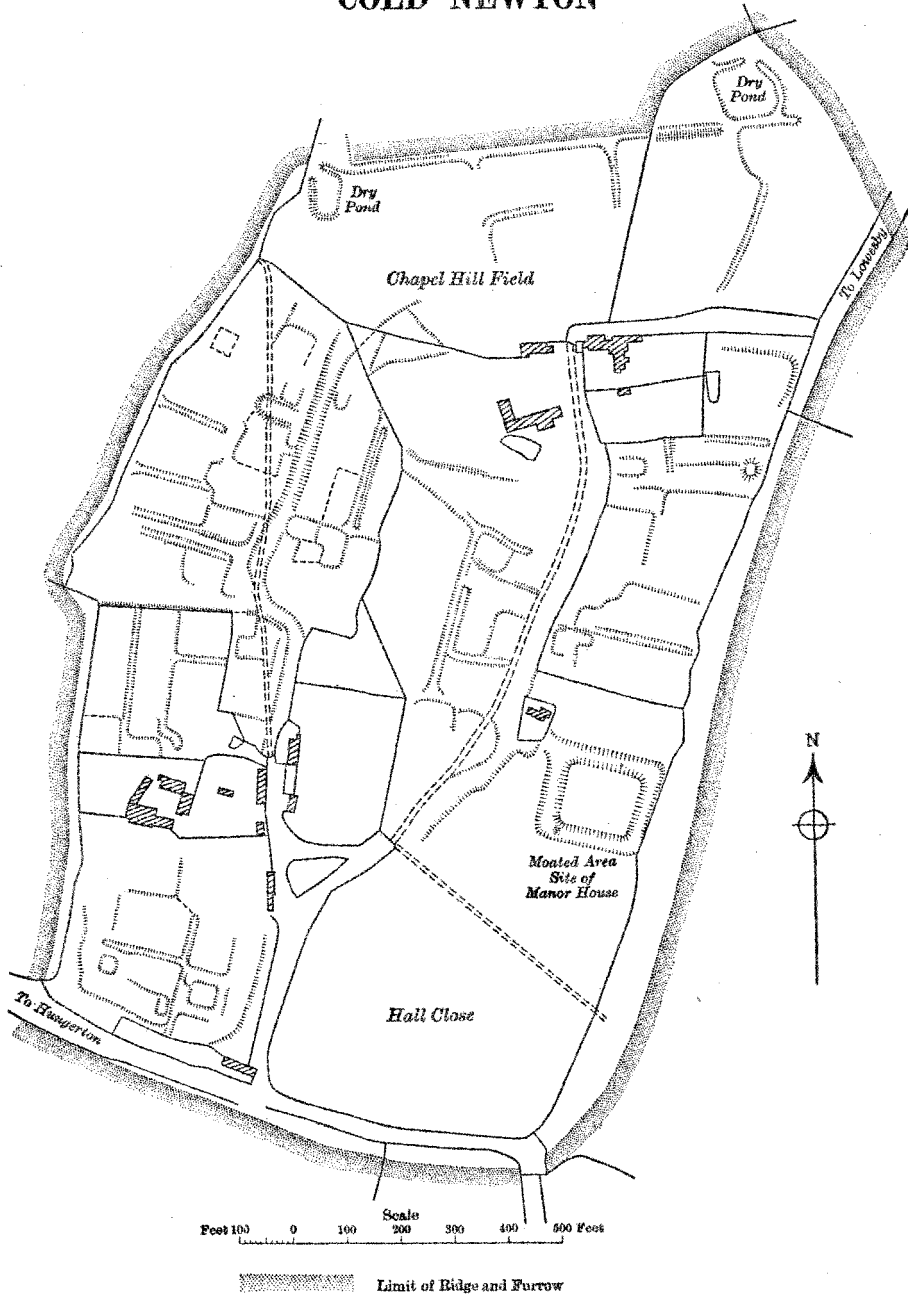 COLD NEWTON
Dry
Pond
Dry
Pond
Chapel Hill Field
To Lowesby
N
Moated Area
Site of
Manor House
Hall Close
To Hungerton
Scale
Feet 100 0 100 200 300 400 500 Feet
Limit of Ridge and Furrow